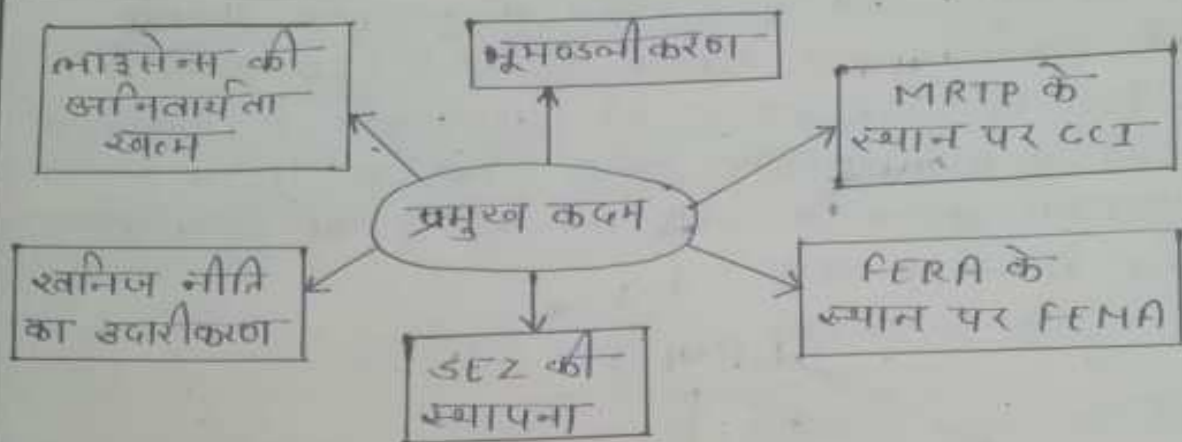 लाइसेन्स की
अनिवार्यता
खत्म
भूमण्डलीकरण
MRTP के
स्थान पर CCI
प्रमुख कदम
खनिज नीति
का उदारीकरण
FERA के
स्थान पर FEMA
SEZ की
स्थापना